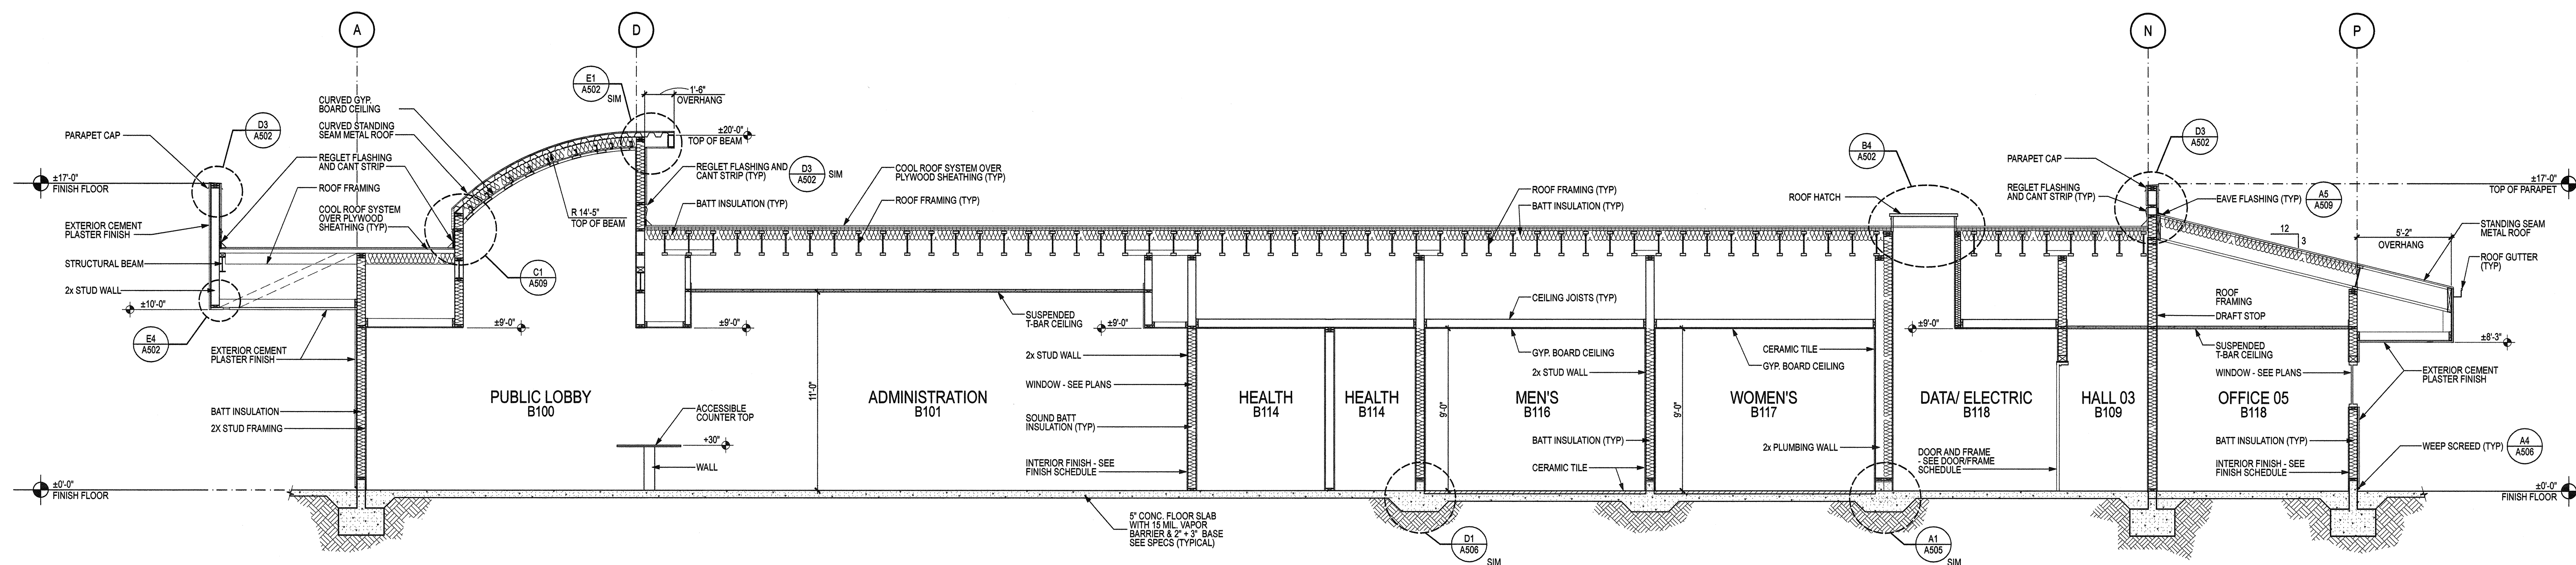 A
D
N
P
E1
A502
SIM
1'-6"
OVERHANG
CURVED GYP.
BOARD CEILING
D3
A502
PARAPET CAP
CURVED STANDING
SEAM METAL ROOF
±20'-0"
TOP OF BEAM
B4
A502
D3
A502
REGLET FLASHING
AND CANT STRIP
REGLET FLASHING AND
CANT STRIP (TYP)
D3
A502
SIM
COOL ROOF SYSTEM OVER
PLYWOOD SHEATHING (TYP)
PARAPET CAP
±17'-0"
FINISH FLOOR
ROOF FRAMING
ROOF FRAMING (TYP)
BATT INSULATION (TYP)
ROOF FRAMING (TYP)
BATT INSULATION (TYP)
ROOF HATCH
REGLET FLASHING
AND CANT STRIP (TYP)
EAVE FLASHING (TYP)
A5
A509
±17'-0"
TOP OF PARAPET
COOL ROOF SYSTEM
OVER PLYWOOD
SHEATHING (TYP)
R 14'-5"
TOP OF BEAM
EXTERIOR CEMENT
PLASTER FINISH
12
3
5'-2"
OVERHANG
STANDING SEAM
METAL ROOF
STRUCTURAL BEAM
C1
A509
ROOF GUTTER
(TYP)
2x STUD WALL
±10'-0"
±9'-0"
±9'-0"
SUSPENDED
T-BAR CEILING
±9'-0"
CEILING JOISTS (TYP)
±9'-0"
ROOF
FRAMING
DRAFT STOP
E4
A502
EXTERIOR CEMENT
PLASTER FINISH
2x STUD WALL
GYP. BOARD CEILING
CERAMIC TILE
GYP. BOARD CEILING
SUSPENDED
T-BAR CEILING
±8'-3"
WINDOW - SEE PLANS
2x STUD WALL
WINDOW - SEE PLANS
EXTERIOR CEMENT
PLASTER FINISH
PUBLIC LOBBY
B100
11'-0"
ADMINISTRATION
B101
HEALTH
B114
HEALTH
B114
9'-0"
MEN'S
B116
9'-0"
WOMEN'S
B117
DATA/ ELECTRIC
B118
HALL 03
B109
OFFICE 05
B118
BATT INSULATION
2X STUD FRAMING
ACCESSIBLE
COUNTER TOP
+30"
WALL
SOUND BATT
INSULATION (TYP)
INTERIOR FINISH - SEE
FINISH SCHEDULE
BATT INSULATION (TYP)
CERAMIC TILE
2x PLUMBING WALL
DOOR AND FRAME
- SEE DOOR/FRAME
SCHEDULE
BATT INSULATION (TYP)
INTERIOR FINISH - SEE
FINISH SCHEDULE
WEEP SCREED (TYP)
A4
A506
±0'-0"
FINISH FLOOR
±0'-0"
FINISH FLOOR
5" CONC. FLOOR SLAB
WITH 15 MIL. VAPOR
BARRIER & 2" + 3" BASE
SEE SPECS (TYPICAL)
D1
A506
SIM
A1
A505
SIM